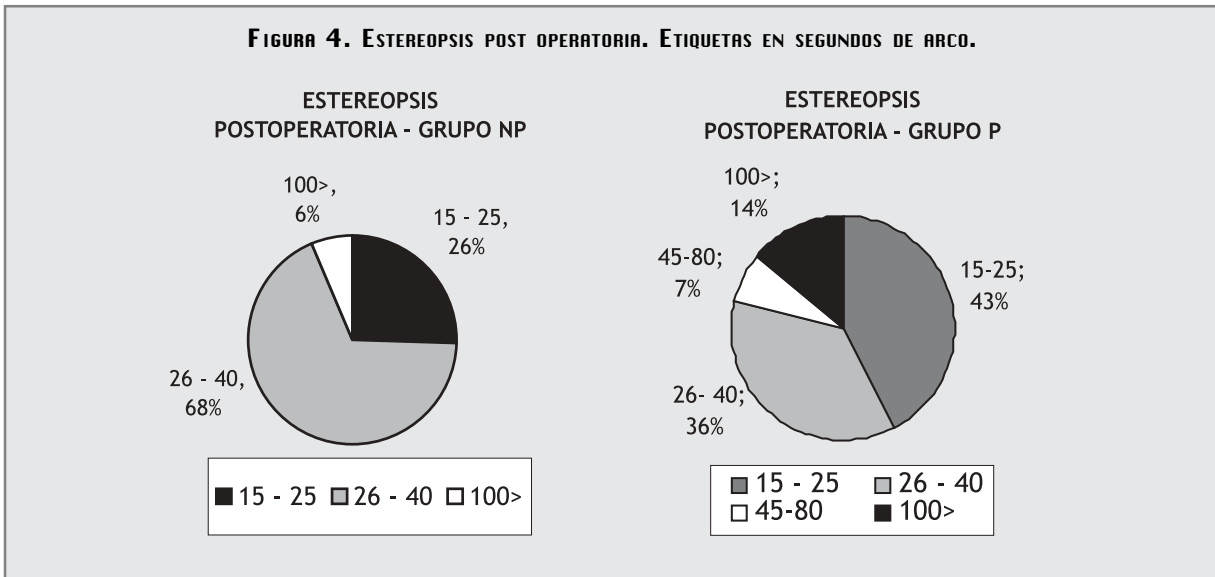 FIGURA 4. ESTEREOPSIS POST OPERATORIA. ETIQUETAS EN SEGUNDOS DE ARCO.
ESTEREOPSIS
POSTOPERATORIA - GRUPO NP
100>,
6%
15 - 25,
26%
26 - 40,
68%
15 - 25
26 - 40
100>
ESTEREOPSIS
POSTOPERATORIA - GRUPO P
100>;
14%
45-80;
7%
15-25;
43%
26- 40;
36%
15 - 25
26 - 40
45-80
100>